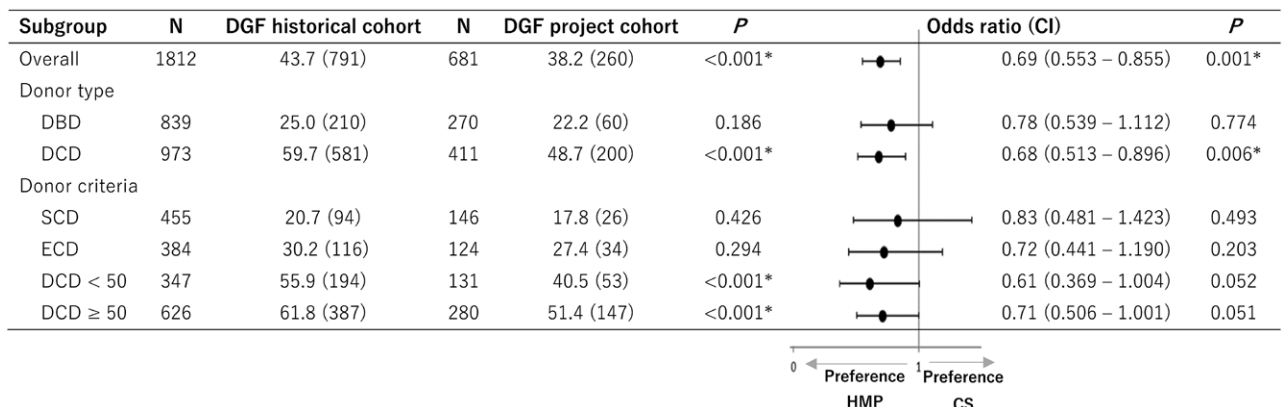 Subgroup N DGF historical cohort N DGF project cohort P Odds ratio (CI) P
Overall 1812 43.7 (791) 681 38.2 (260) <0.001* 0.69 (0.553 – 0.855) 0.001*
Donor type
DBD 839 25.0 (210) 270 22.2 (60) 0.186 0.78 (0.539 – 1.112) 0.774
DCD 973 59.7 (581) 411 48.7 (200) <0.001* 0.68 (0.513 – 0.896) 0.006*
Donor criteria
SCD 455 20.7 (94) 146 17.8 (26) 0.426 0.83 (0.481 – 1.423) 0.493
ECD 384 30.2 (116) 124 27.4 (34) 0.294 0.72 (0.441 – 1.190) 0.203
DCD < 50 347 55.9 (194) 131 40.5 (53) <0.001* 0.61 (0.369 – 1.004) 0.052
DCD ≥ 50 626 61.8 (387) 280 51.4 (147) <0.001* 0.71 (0.506 – 1.001) 0.051
0 1
Preference Preference
HMP CS